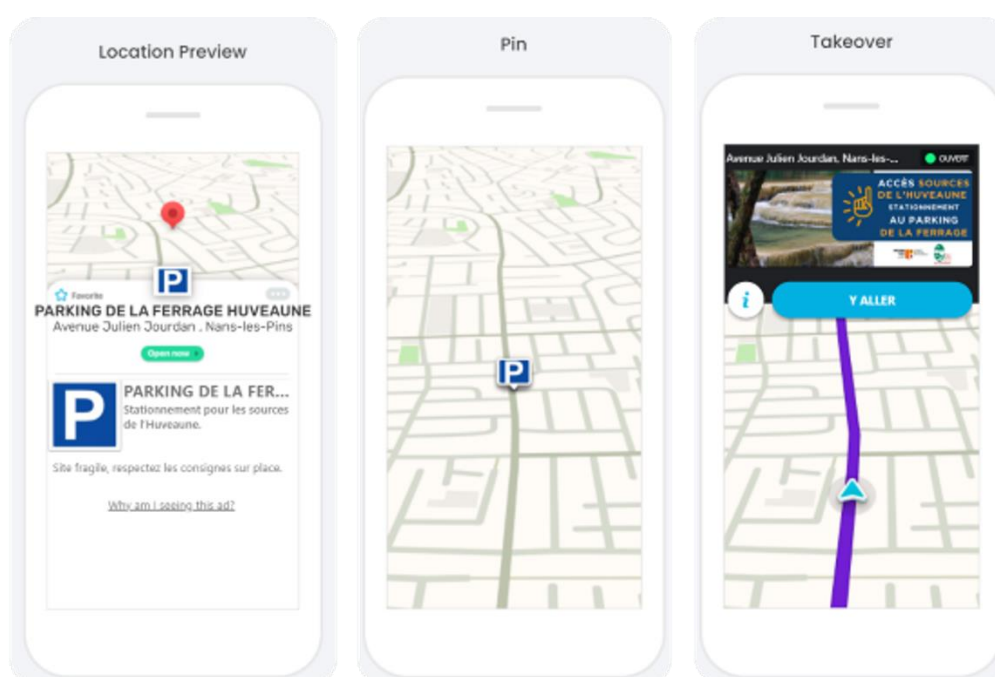 Location Preview
P
Favorite
PARKING DE LA FERRAGE HUVEAUNE
Avenue Julien Jourdan , Nans-les-Pins
Open now
P
PARKING DE LA FER...
Stationnement pour les sources
de l'Huveaune.
Site fragile, respectez les consignes sur place.
Why am I seeing this ad?
Pin
P
Takeover
Avenue Julien Jourdan, Nans-les-...
OUVERT
ACCÈS SOURCES
DE L'HUVEAUNE
STATIONNEMENT
AU PARKING
DE LA FERRAGE
i
Y ALLER